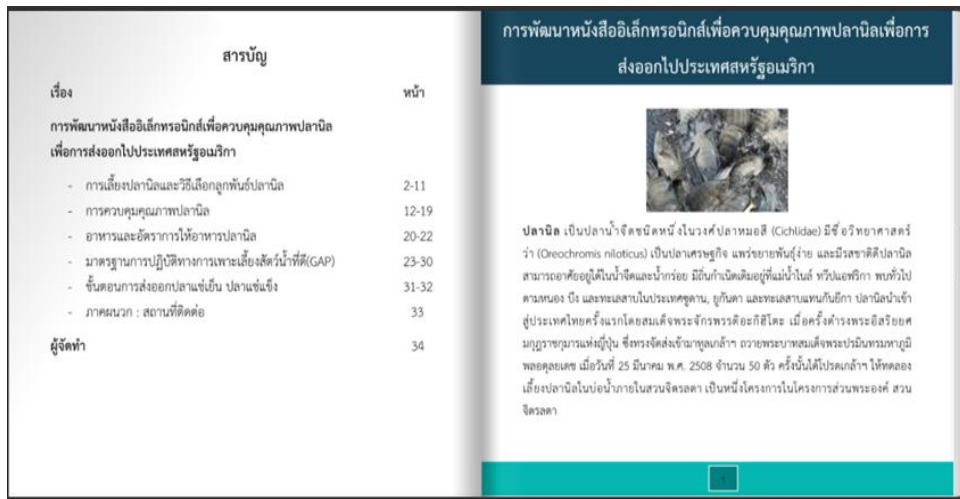 สารบัญ
เรื่อง หน้า
การพัฒนาหนังสืออิเล็กทรอนิกส์เพื่อควบคุมคุณภาพปลานิล
เพื่อการส่งออกไปประเทศสหรัฐอเมริกา
- การเลี้ยงปลานิลและวิธีเลือกลูกพันธ์ปลานิล 2-11
- การควบคุมคุณภาพปลานิล 12-19
- อาหารและอัตราการให้อาหารปลานิล 20-22
- มาตรฐานการปฏิบัติทางการเพาะเลี้ยงสัตว์น้ำที่ดี(GAP) 23-30
- ขั้นตอนการส่งออกปลาแช่เย็น ปลาแช่แข็ง 31-32
- ภาคผนวก : สถานที่ติดต่อ 33
ผู้จัดทำ 34
การพัฒนาหนังสืออิเล็กทรอนิกส์เพื่อควบคุมคุณภาพปลานิลเพื่อการ
ส่งออกไปประเทศสหรัฐอเมริกา
ปลานิล เป็นปลาน้ำจืดชนิดหนึ่งในวงศ์ปลาหมอสี (Cichlidae) มีชื่อวิทยาศาสตร์
ว่า (Oreochromis niloticus) เป็นปลาเศรษฐกิจ แพร่ขยายพันธุ์ง่าย และมีรสชาติดีปลานิล
สามารถอาศัยอยู่ได้ในน้ำจืดและน้ำกร่อย มีถิ่นกำเนิดเดิมอยู่ที่แม่น้ำไนล์ ทวีปแอฟริกา พบทั่วไป
ตามหนอง บึง และทะเลสาบในประเทศซูดาน, ยูกันดา และทะเลสาบแทนกันยีกา ปลานิลนำเข้า
สู่ประเทศไทยครั้งแรกโดยสมเด็จพระจักรพรรดิอะกิฮิโตะ เมื่อครั้งดำรงพระอิสริยยศ
มกุฎราชกุมารแห่งญี่ปุ่น ซึ่งทรงจัดส่งเข้ามาทูลเกล้าฯ ถวายพระบาทสมเด็จพระปรมินทรมหาภูมิ
พลอดุลยเดช เมื่อวันที่ 25 มีนาคม พ.ศ. 2508 จำนวน 50 ตัว ครั้งนั้นได้โปรดเกล้าฯ ให้ทดลอง
เลี้ยงปลานิลในบ่อน้ำภายในสวนจิตรลดา เป็นหนึ่งโครงการในโครงการส่วนพระองค์ สวน
จิตรลดา
1